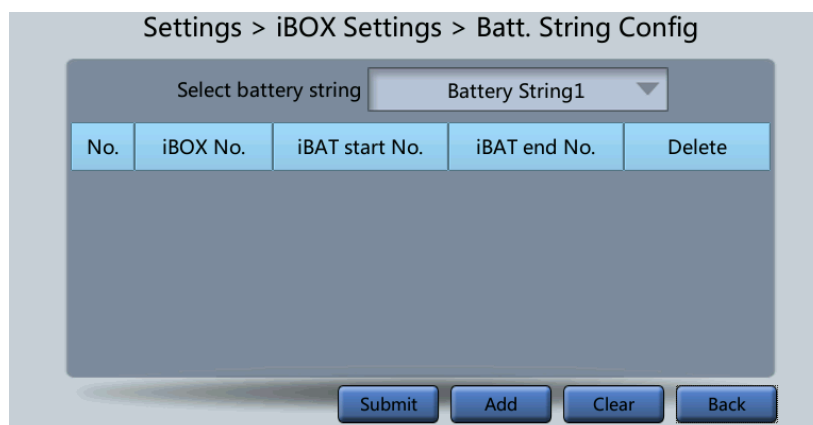 Settings > iBOX Settings > Batt. String Config
Select battery string Battery String1
No. iBOX No. iBAT start No. iBAT end No. Delete
Submit Add Clear Back